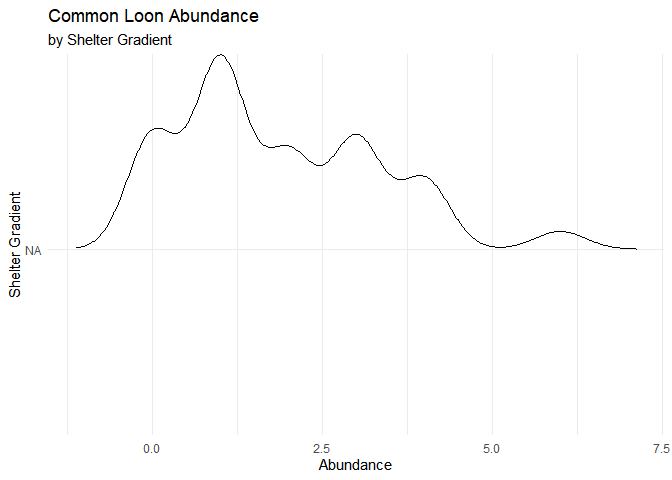 Common Loon Abundance
by Shelter Gradient
Shelter Gradient
NA
0.0 2.5 5.0 7.5
Abundance